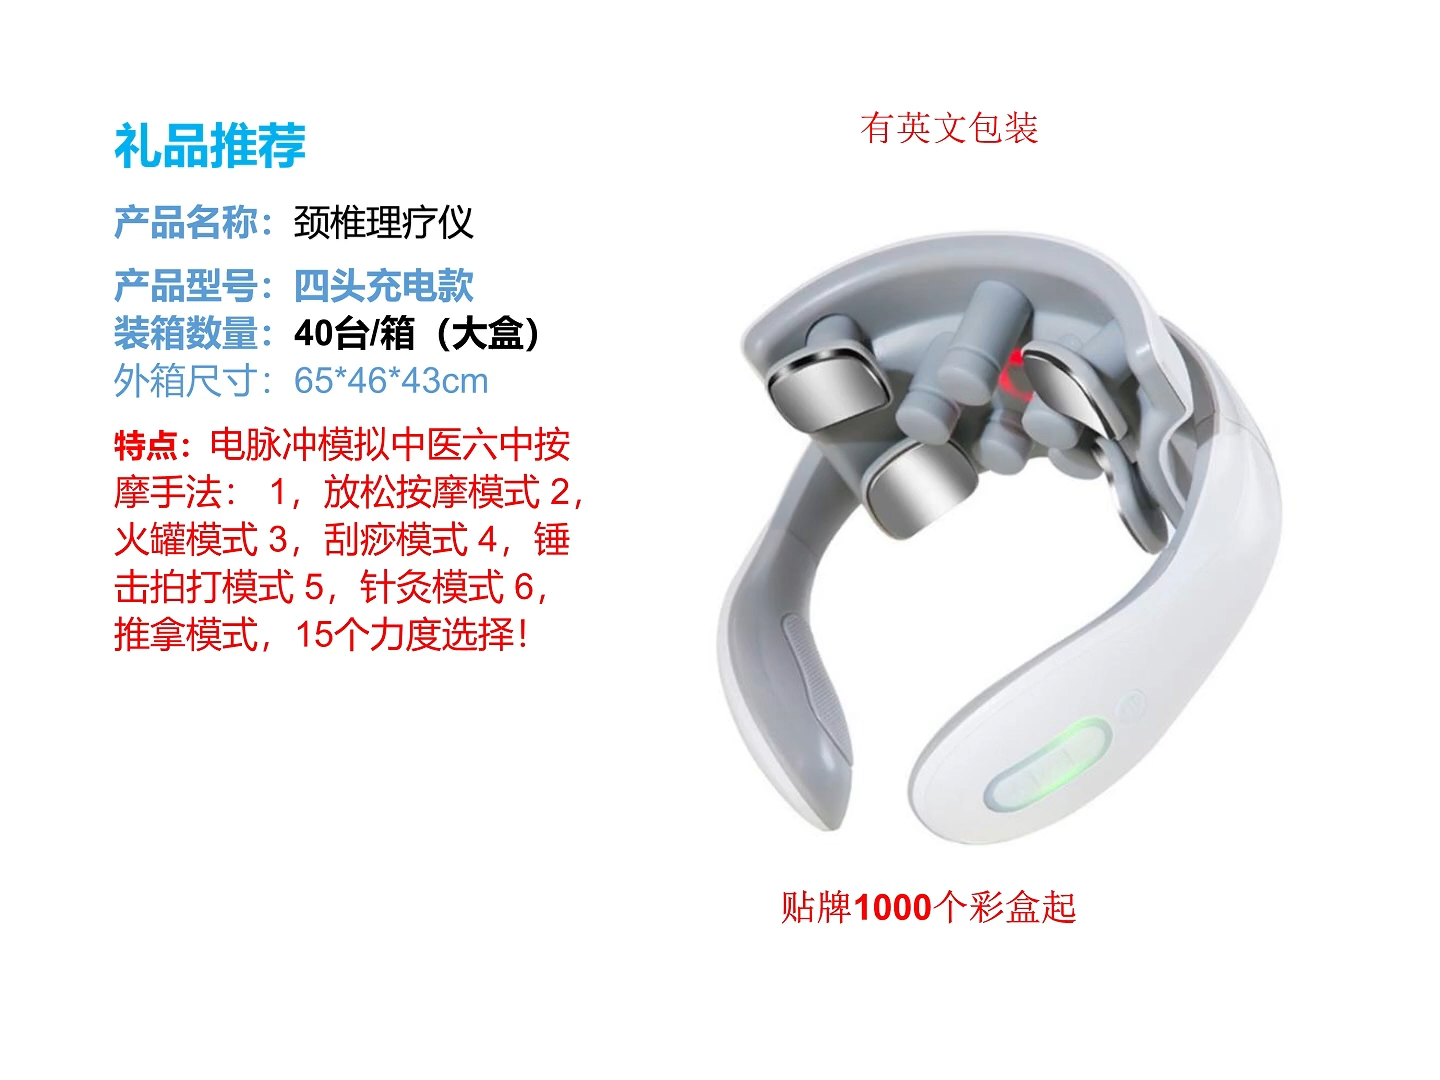 礼品推荐
有英文包装
产品名称：颈椎理疗仪
产品型号：四头充电款
装箱数量：40台/箱（大盒）
外箱尺寸：65*46*43cm
特点：电脉冲模拟中医六中按
摩手法： 1，放松按摩模式 2，
火罐模式 3，刮痧模式 4，锤
击拍打模式 5，针灸模式 6，
推拿模式，15个力度选择！
贴牌1000个彩盒起